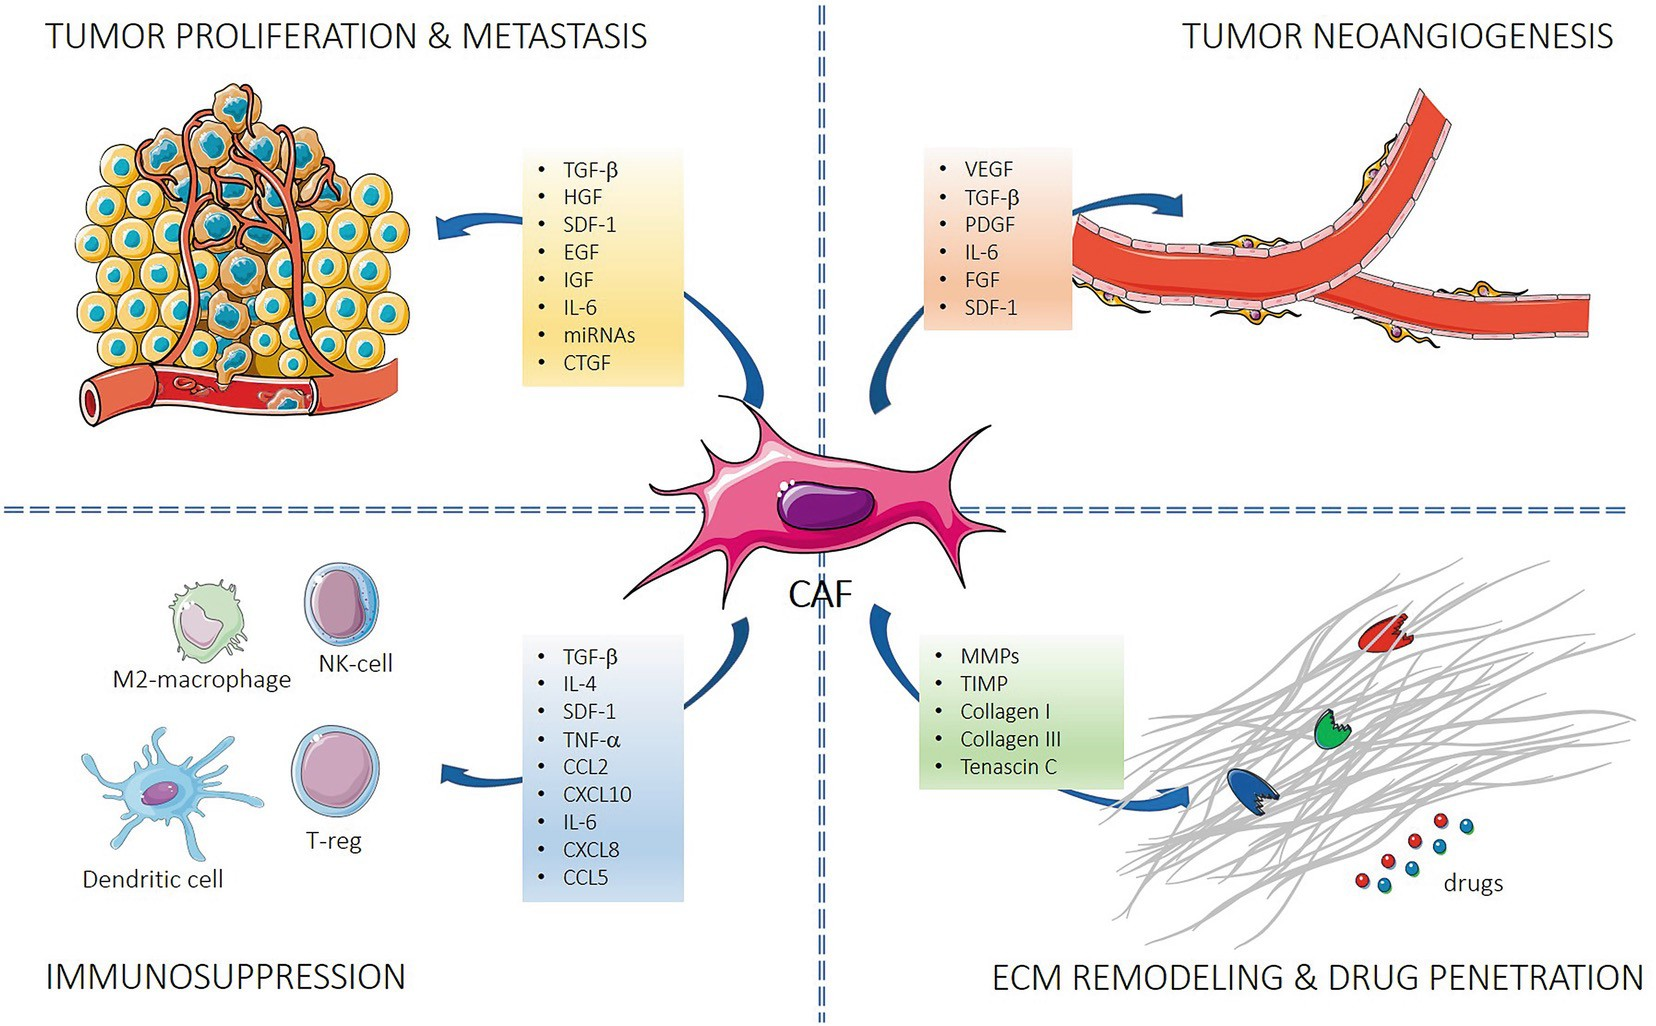 TUMOR PROLIFERATION & METASTASIS
• TGF-β
• HGF
• SDF-1
• EGF
• IGF
• IL-6
• miRNAs
• CTGF
TUMOR NEOANGIOGENESIS
• VEGF
• TGF-β
• PDGF
• IL-6
• FGF
• SDF-1
CAF
M2-macrophage
NK-cell
Dendritic cell
T-reg
• TGF-β
• IL-4
• SDF-1
• TNF-α
• CCL2
• CXCL10
• IL-6
• CXCL8
• CCL5
IMMUNOSUPPRESSION
• MMPs
• TIMP
• Collagen I
• Collagen III
• Tenascin C
drugs
ECM REMODELING & DRUG PENETRATION